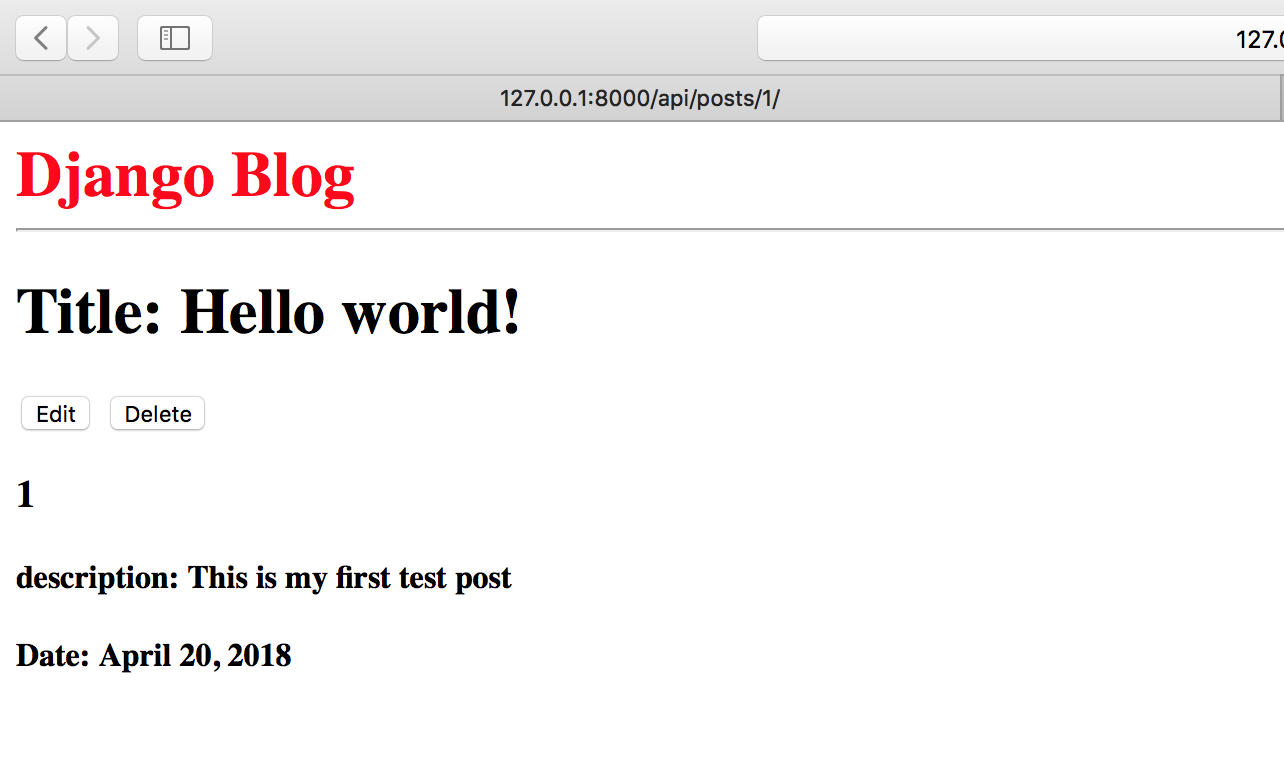 127.0
127.0.0.1:8000/api/posts/1/
Django Blog
Title: Hello world!
Edit Delete
1
description: This is my first test post
Date: April 20, 2018